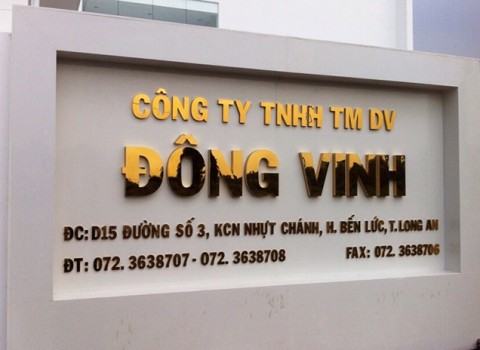 CÔNG TY TNHH TM DV
ĐÔNG VINH
ĐC: D15 ĐƯỜNG SỐ 3, KCN NHỰT CHÁNH, H. BẾN LỨC, T. LONG AN
ĐT: 072. 3638707 - 072. 3638708 FAX: 072. 3638706